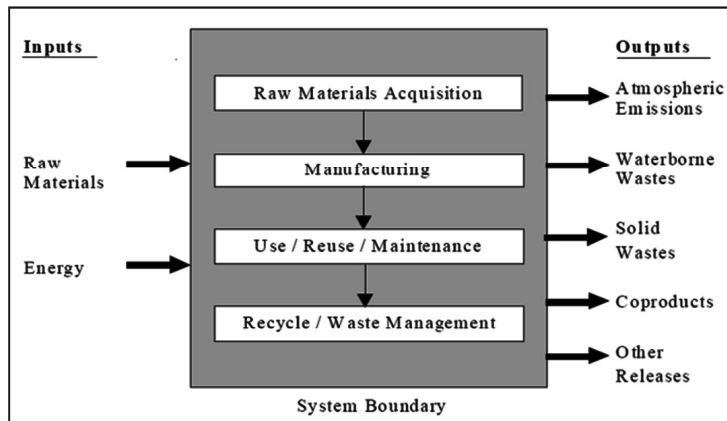 Inputs
Raw
Materials
Energy
Raw Materials Acquisition
Manufacturing
Use / Reuse / Maintenance
Recycle / Waste Management
System Boundary
Outputs
Atmospheric
Emissions
Waterborne
Wastes
Solid
Wastes
Coproducts
Other
Releases